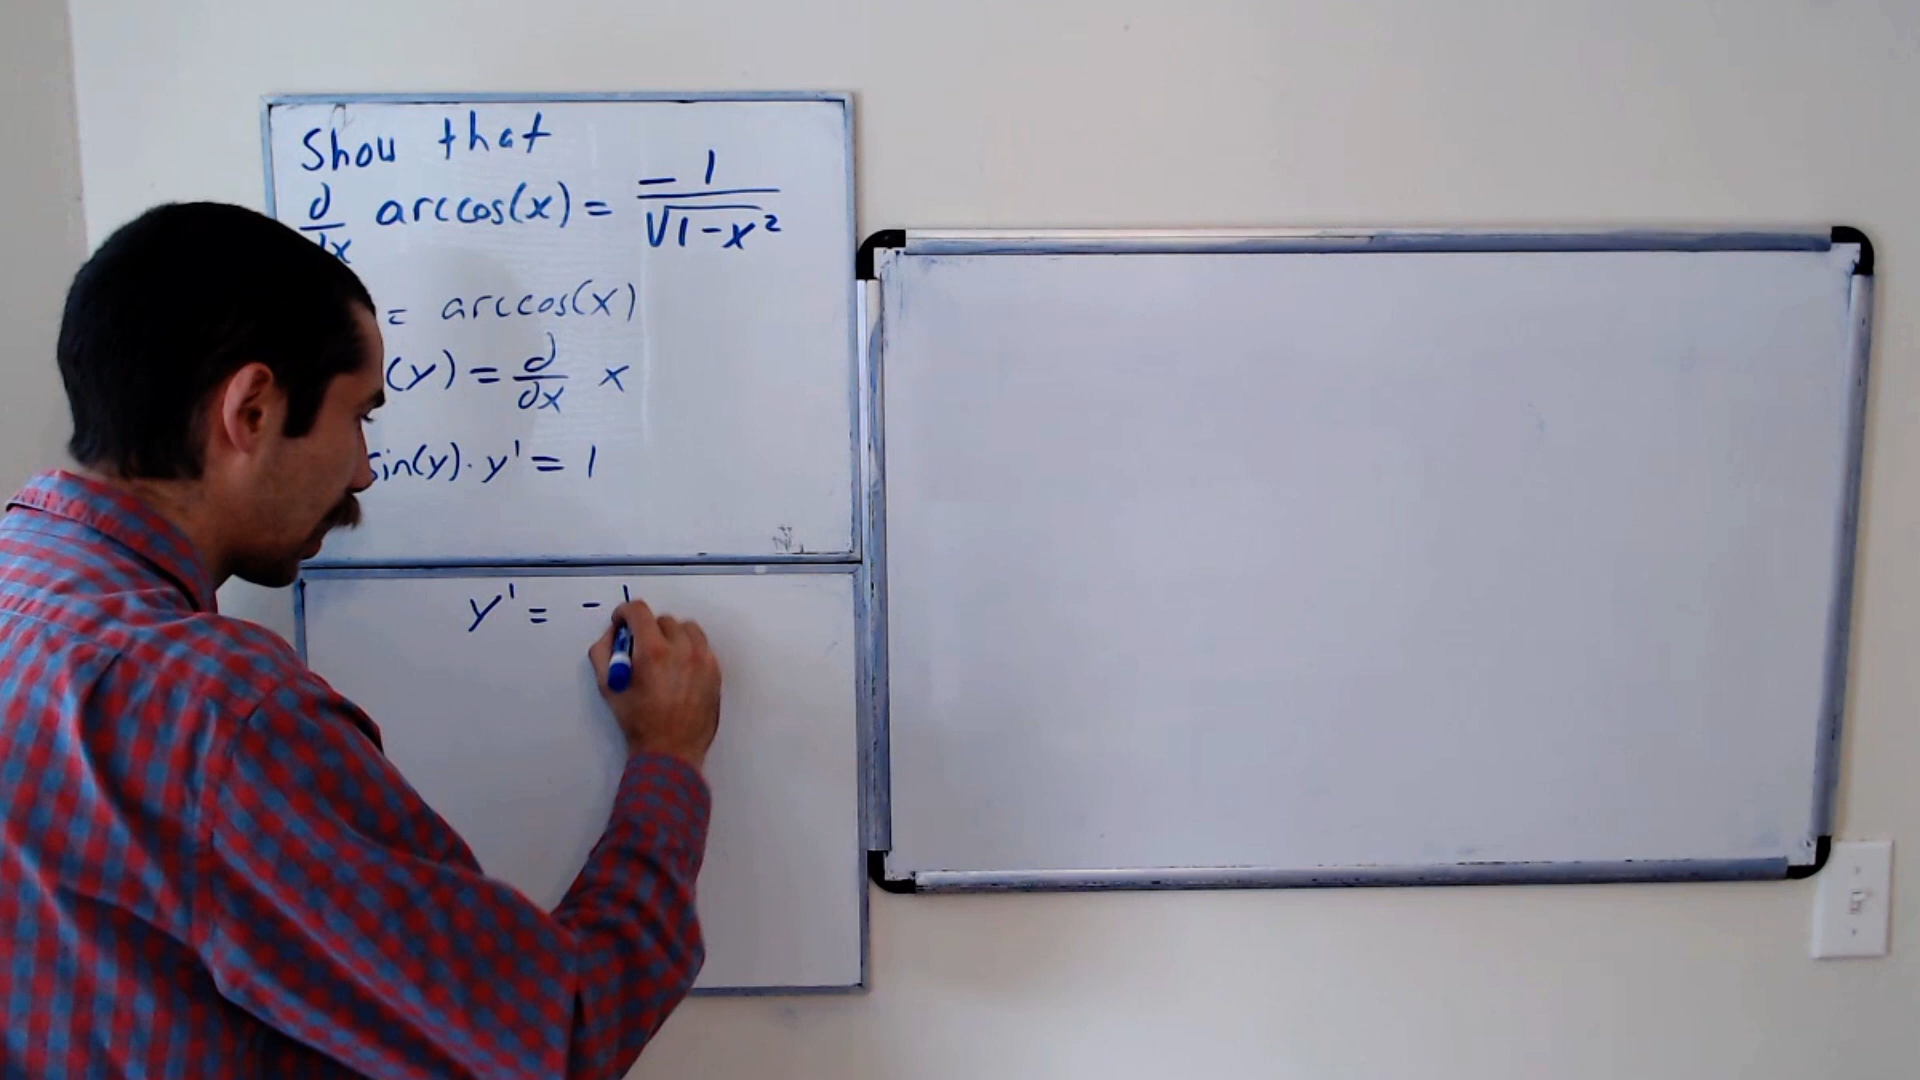 Show that
d/dx arccos(x) = -1/√(1-x²)
= arccos(x)
(y) = d/dx x
sin(y)·y' = 1
y' = -1